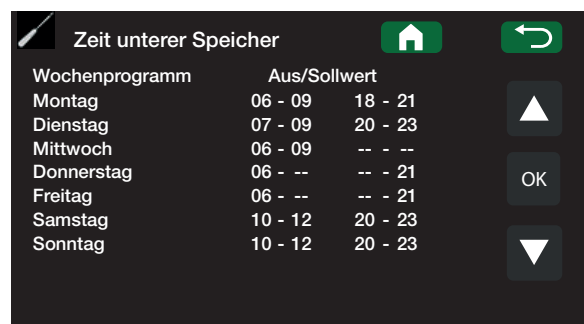 Zeit unterer Speicher
Wochenprogramm Aus/Sollwert
Montag 06 - 09 18 - 21
Dienstag 07 - 09 20 - 23
Mittwoch 06 - 09 -- - --
Donnerstag 06 - -- -- - 21
Freitag 06 - -- -- - 21
Samstag 10 - 12 20 - 23
Sonntag 10 - 12 20 - 23
OK